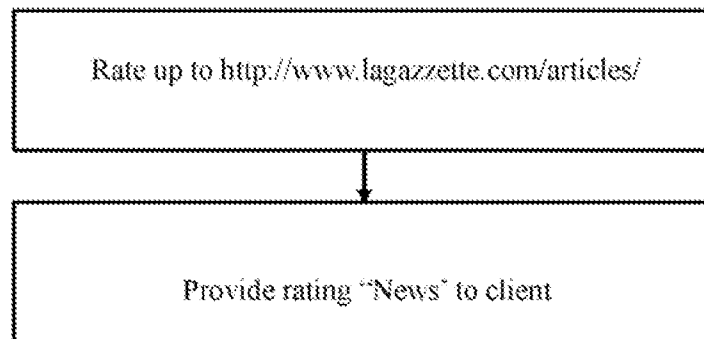 Rate up to http://www.lagazzette.com/articles/
Provide rating “News” to client